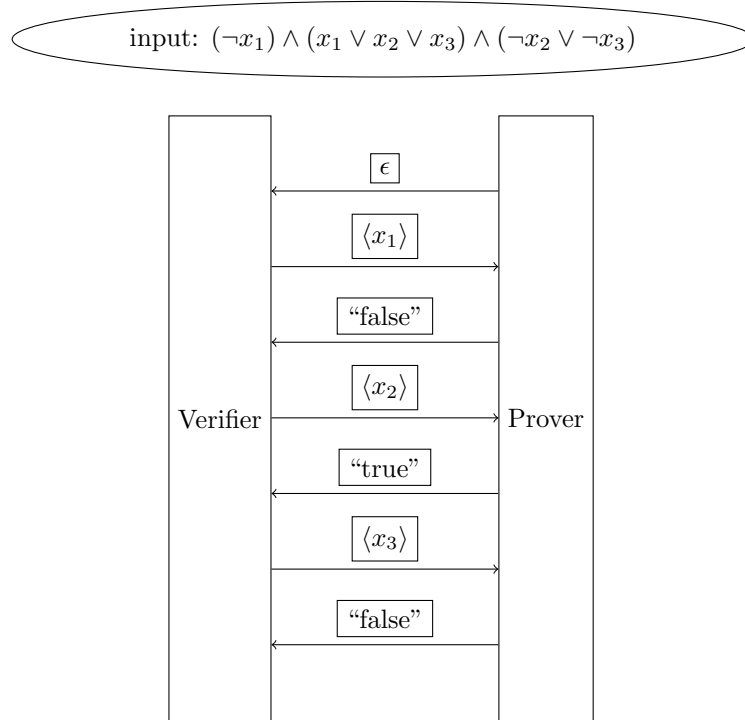 input: (¬x₁) ∧ (x₁ ∨ x₂ ∨ x₃) ∧ (¬x₂ ∨ ¬x₃)
ϵ
⟨x₁⟩
“false”
⟨x₂⟩
Verifier
Prover
“true”
⟨x₃⟩
“false”